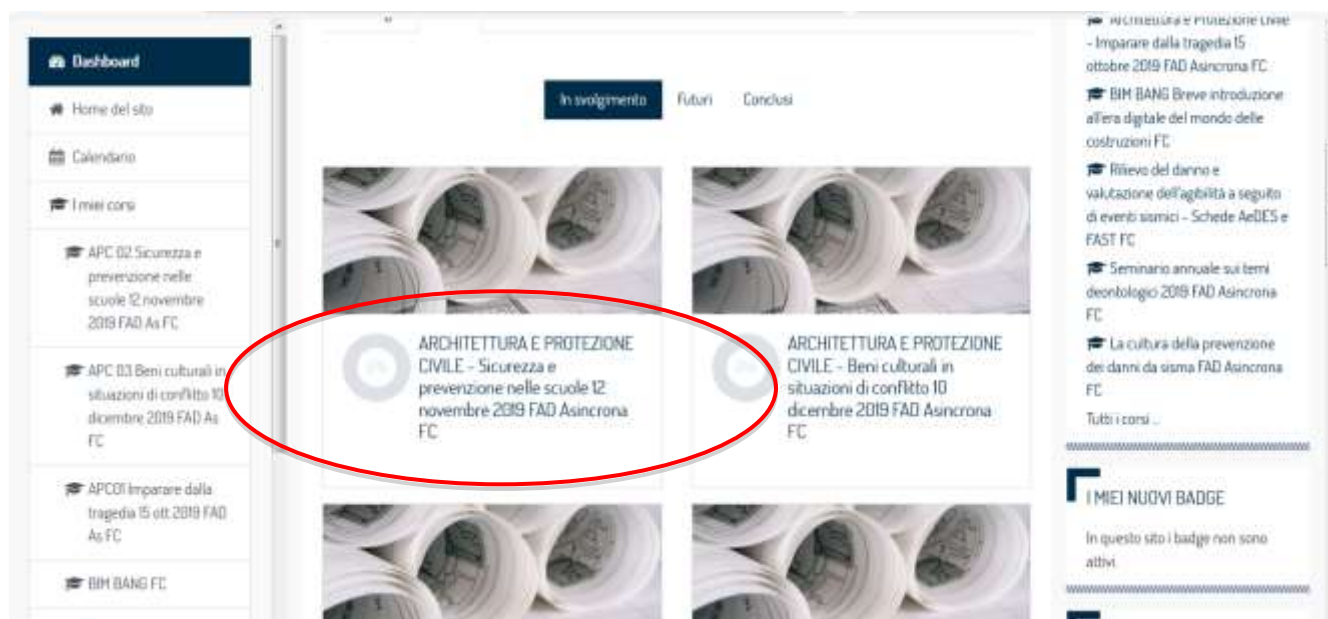 Dashboard
Home del sito
Calendario
I miei corsi
APC 02 Sicurezza e
prevenzione nelle
scuole 12 novembre
2019 FAD As FC
APC 03 Beni culturali in
situazioni di conflitto 10
dicembre 2019 FAD As
FC
APC01 Imparare dalla
tragedia 15 ott 2019 FAD
As FC
BIM BANG FC
In svolgimento
Futuri
Conclusi
ARCHITETTURA E PROTEZIONE
CIVILE - Sicurezza e
prevenzione nelle scuole 12
novembre 2019 FAD Asincrona
FC
ARCHITETTURA E PROTEZIONE
CIVILE - Beni culturali in
situazioni di conflitto 10
dicembre 2019 FAD Asincrona
FC
Architettura e Protezione Civile
- Imparare dalla tragedia 15
ottobre 2019 FAD Asincrona FC
BIM BANG Breve introduzione
all'era digitale del mondo delle
costruzioni FC
Rilievo del danno e
valutazione dell'agibilità a seguito
di eventi sismici - Schede AeDES e
FAST FC
Seminario annuale sui temi
deontologici 2019 FAD Asincrona
FC
La cultura della prevenzione
dei danni da sisma FAD Asincrona
FC
Tutti i corsi ...
I MIEI NUOVI BADGE
In questo sito i badge non sono
attivi.